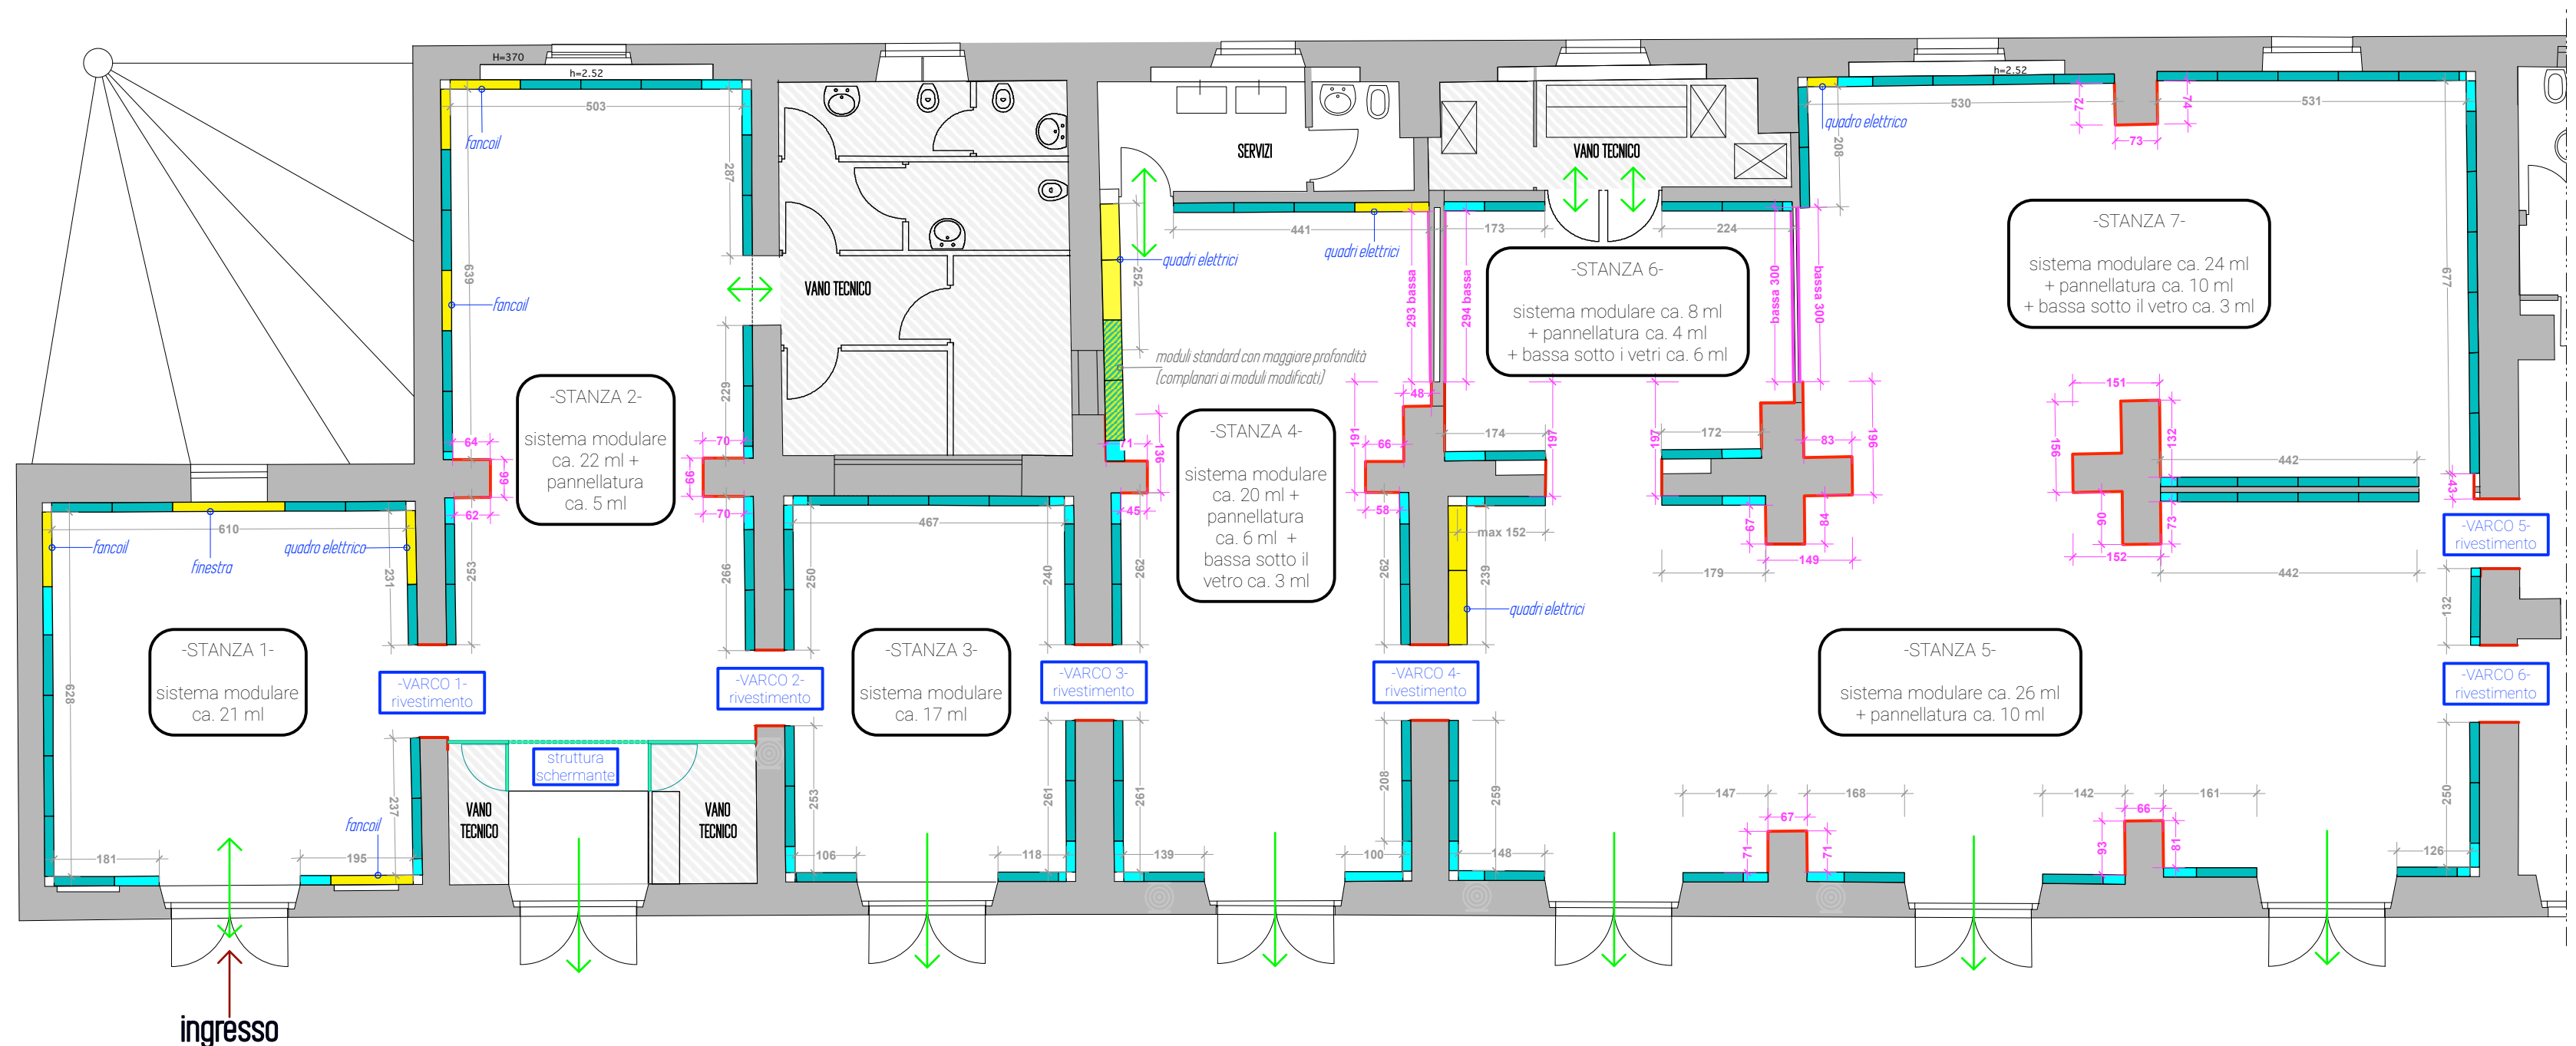 H=370
h=2.52
503
fancoil
287
639
fancoil
229
-STANZA 2-
sistema modulare
ca. 22 ml +
pannellatura
ca. 5 ml
64
66
62
70
66
70
253
266
VANO TECNICO
SERVIZI
441
quadri elettrici
quadri elettrici
252
moduli standard con maggiore profondità
(complanari ai moduli modificati)
293 bassa
294 bassa
71
136
45
48
191
66
58
-STANZA 4-
sistema modulare
ca. 20 ml +
pannellatura
ca. 6 ml +
bassa sotto il
vetro ca. 3 ml
262
262
VANO TECNICO
173
224
-STANZA 6-
sistema modulare ca. 8 ml
+ pannellatura ca. 4 ml
+ bassa sotto i vetri ca. 6 ml
bassa 300
bassa 300
174
197
197
172
83
196
67
84
149
max 152
179
239
quadri elettrici
h=2.52
530
quadro elettrico
208
72
73
74
531
677
-STANZA 7-
sistema modulare ca. 24 ml
+ pannellatura ca. 10 ml
+ bassa sotto il vetro ca. 3 ml
151
156
132
442
43
90
73
152
442
-VARCO 5-
rivestimento
132
-VARCO 6-
rivestimento
250
610
fancoil
finestra
quadro elettrico
231
628
-STANZA 1-
sistema modulare
ca. 21 ml
-VARCO 1-
rivestimento
237
fancoil
181
195
ingresso
-VARCO 2-
rivestimento
struttura
schermante
VANO
TECNICO
VANO
TECNICO
467
250
240
-STANZA 3-
sistema modulare
ca. 17 ml
253
261
106
118
-VARCO 3-
rivestimento
261
139
208
100
-VARCO 4-
rivestimento
259
148
-STANZA 5-
sistema modulare ca. 26 ml
+ pannellatura ca. 10 ml
147
168
67
71
71
142
161
66
93
81
126